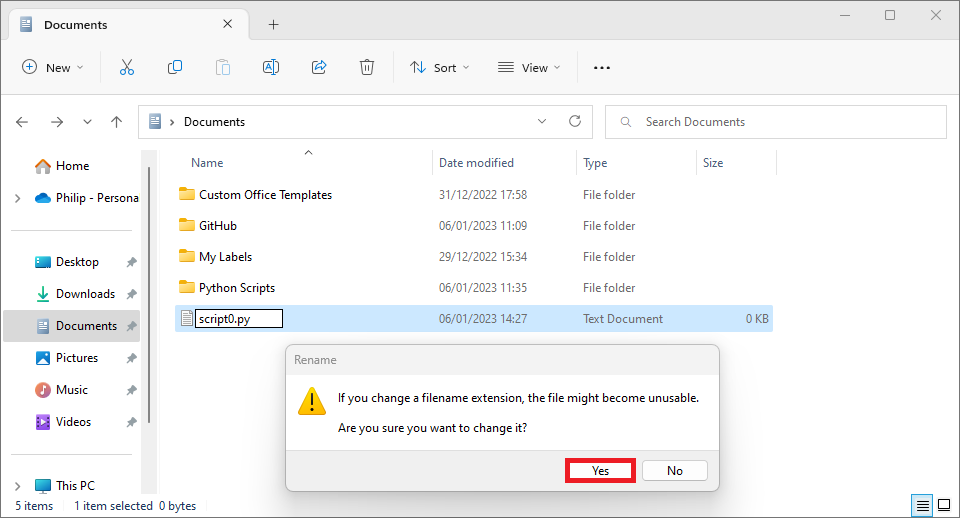 Documents
New
Sort
View
Documents
Search Documents
Name
Date modified
Type
Size
Home
Philip - Persona
Desktop
Downloads
Documents
Pictures
Music
Videos
This PC
Custom Office Templates 31/12/2022 17:58 File folder
GitHub 06/01/2023 11:09 File folder
My Labels 29/12/2022 15:34 File folder
Python Scripts 06/01/2023 11:35 File folder
script0.py 06/01/2023 14:27 Text Document 0 KB
Rename
If you change a filename extension, the file might become unusable.
Are you sure you want to change it?
Yes
No
5 items 1 item selected 0 bytes